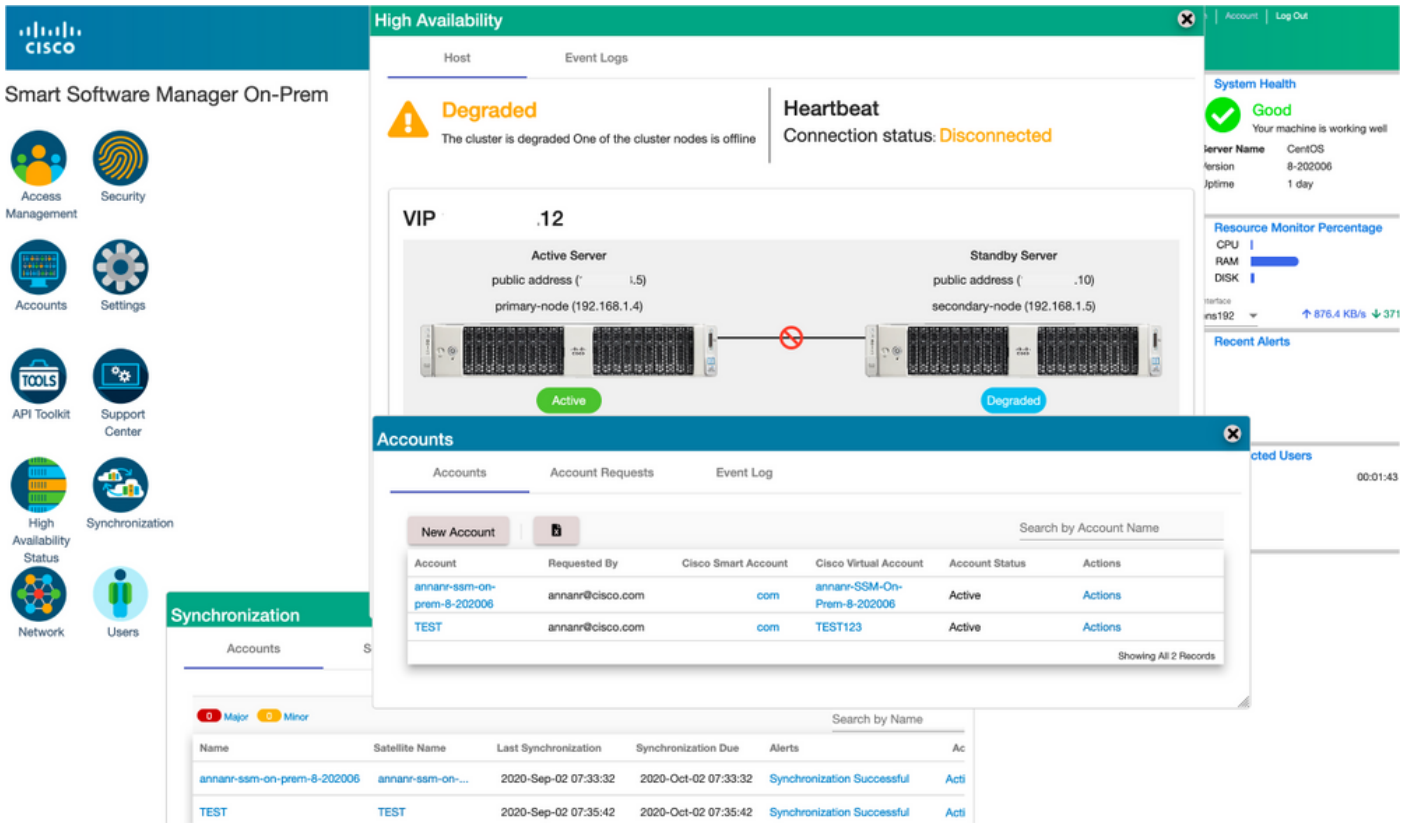 CISCO
Smart Software Manager On-Prem
Access
Management
Security
Accounts
Settings
TOOLS
API Toolkit
Support
Center
High
Availability
Status
Synchronization
Network
Users
High Availability
Account
Log Out
Host
Event Logs
Degraded
The cluster is degraded One of the cluster nodes is offline
Heartbeat
Connection status: Disconnected
VIP .12
Active Server
public address ( .5)
primary-node (192.168.1.4)
Active
Standby Server
public address ( .10)
secondary-node (192.168.1.5)
Degraded
System Health
Good
Your machine is working well
Server Name CentOS
Version 8-202006
Uptime 1 day
Resource Monitor Percentage
CPU
RAM
DISK
Interface
ens192 876.4 KB/s 371
Recent Alerts
cted Users
00:01:43
Accounts
Accounts Account Requests Event Log
New Account
Search by Account Name
Account Requested By Cisco Smart Account Cisco Virtual Account Account Status Actions
annanr-ssm-on-
prem-8-202006
annanr@cisco.com
com
annanr-SSM-On-
Prem-8-202006
Active
Actions
TEST annanr@cisco.com com TEST123 Active Actions
Showing All 2 Records
Synchronization
Accounts S
0 Major 0 Minor
Search by Name
Name Satellite Name Last Synchronization Synchronization Due Alerts Ac
annanr-ssm-on-prem-8-202006 annanr-ssm-on-... 2020-Sep-02 07:33:32 2020-Oct-02 07:33:32 Synchronization Successful Acti
TEST TEST 2020-Sep-02 07:35:42 2020-Oct-02 07:35:42 Synchronization Successful Acti